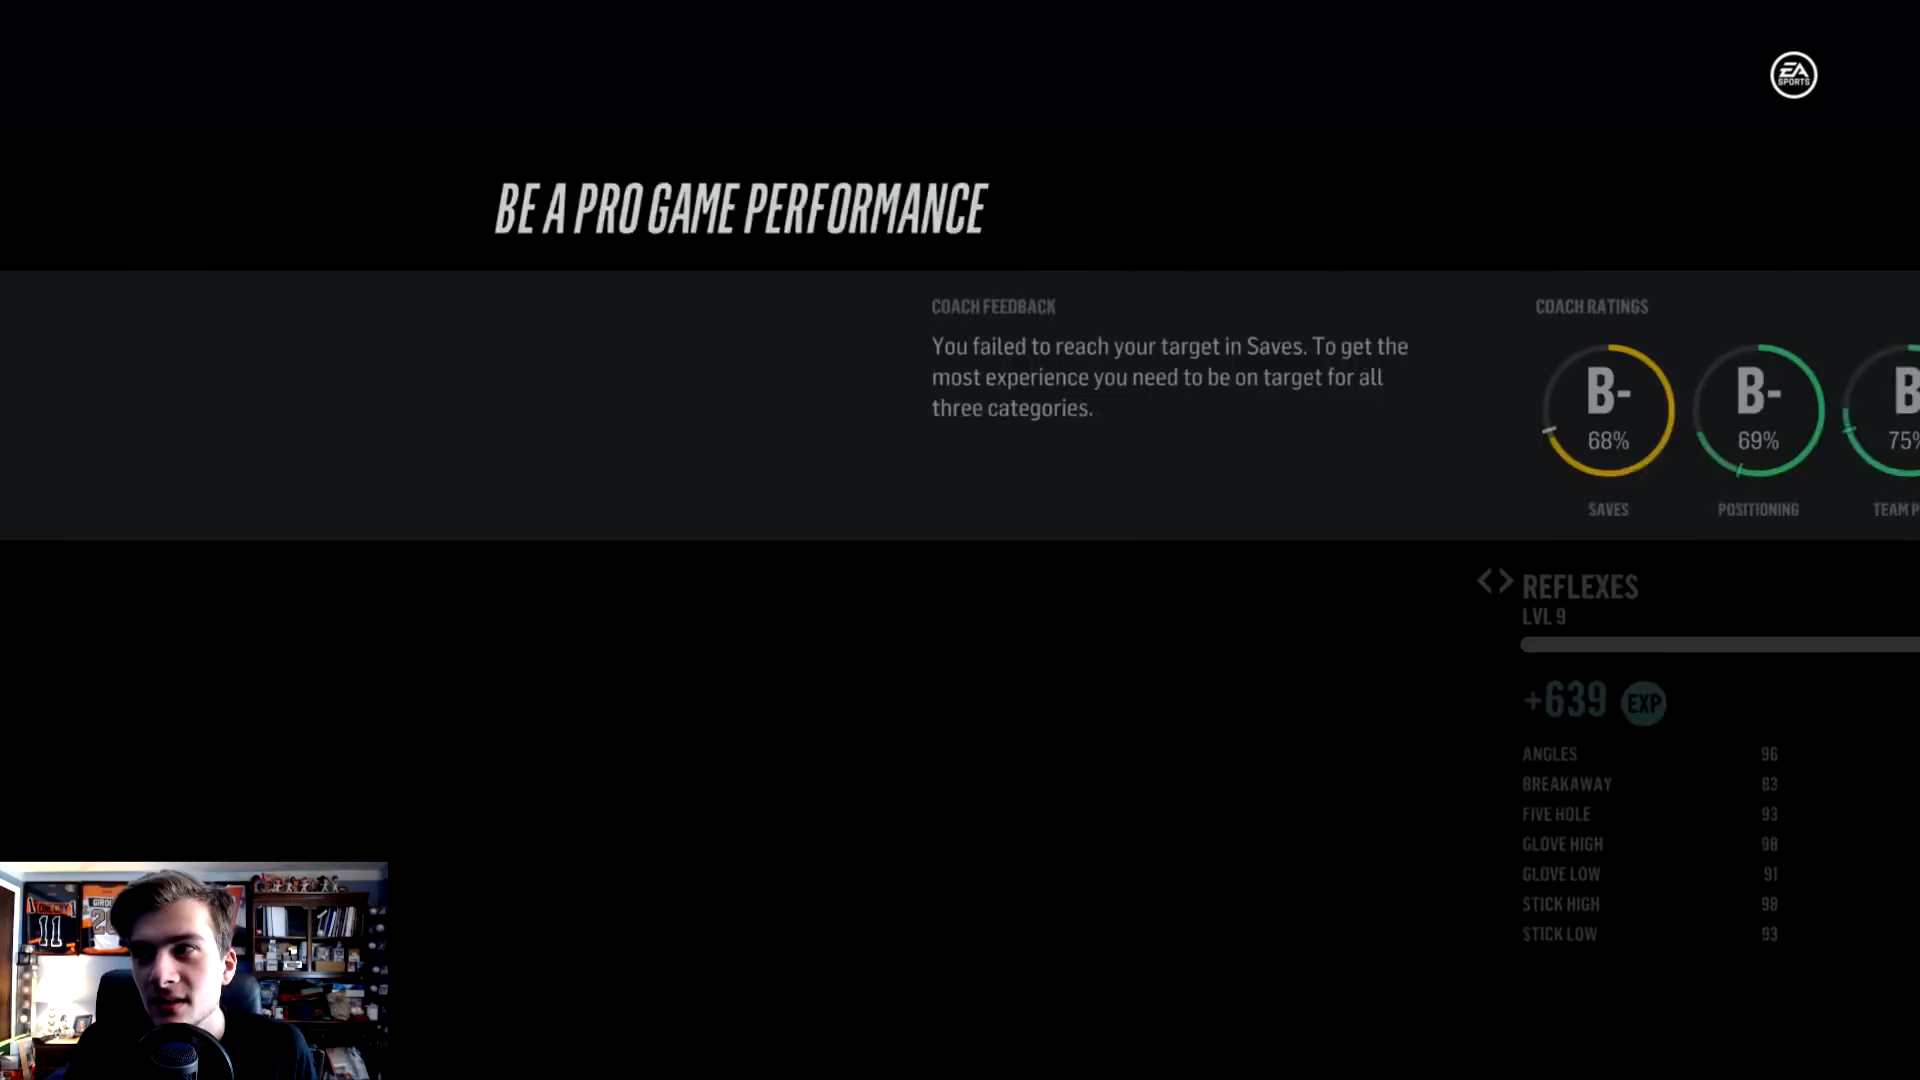 EA
SPORTS
BE A PRO GAME PERFORMANCE
COACH FEEDBACK
You failed to reach your target in Saves. To get the
most experience you need to be on target for all
three categories.
COACH RATINGS
B-
68%
SAVES
B-
69%
POSITIONING
B
75%
TEAM P
REFLEXES
LVL 9
+639 EXP
ANGLES 96
BREAKAWAY 83
FIVE HOLE 93
GLOVE HIGH 98
GLOVE LOW 91
STICK HIGH 98
STICK LOW 93
11
GIROU